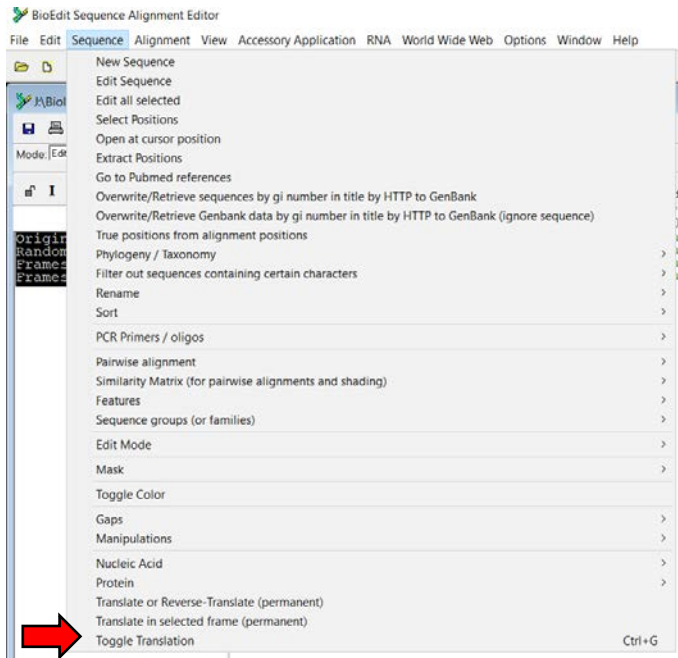 BioEdit Sequence Alignment Editor
File Edit Sequence Alignment View Accessory Application RNA World Wide Web Options Window Help
New Sequence
Edit Sequence
Edit all selected
Select Positions
Open at cursor position
Extract Positions
Go to Pubmed references
Overwrite/Retrieve sequences by gi number in title by HTTP to GenBank
Overwrite/Retrieve Genbank data by gi number in title by HTTP to GenBank (ignore sequence)
True positions from alignment positions
Phylogeny / Taxonomy
Filter out sequences containing certain characters
Rename
Sort
PCR Primers / oligos
Pairwise alignment
Similarity Matrix (for pairwise alignments and shading)
Features
Sequence groups (or families)
Edit Mode
Mask
Toggle Color
Gaps
Manipulations
Nucleic Acid
Protein
Translate or Reverse-Translate (permanent)
Translate in selected frame (permanent)
Toggle Translation Ctrl+G
J:\Biol
Mode: Edit
I
Origin
Random
Frames
Frames